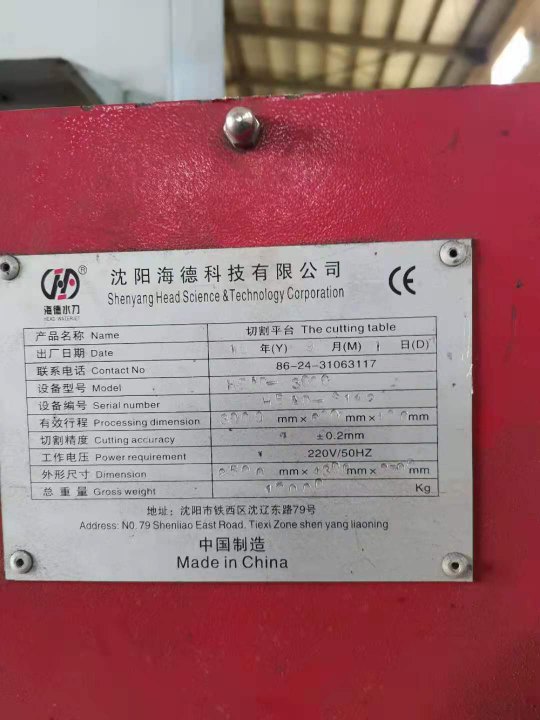 海德水刀
HEAD WATERJET
®
沈阳海德科技有限公司
Shenyang Head Science & Technology Corporation
CE
产品名称 Name 切割平台 The cutting table
出厂日期 Date 年(Y) 月(M) 日(D)
联系电话 Contact No 86-24-31063117
设备型号 Model
设备编号 Serial number
有效行程 Processing dimension mm×mm×mm
切割精度 Cutting accuracy ±0.2mm
工作电压 Power requirement 220V/50HZ
外形尺寸 Dimension mm×mm×mm
总重量 Gross weight Kg
地址: 沈阳市铁西区沈辽东路79号
Address: N0. 79 Shenliao East Road. Tiexi Zone shen yang liaoning
中国制造
Made in China